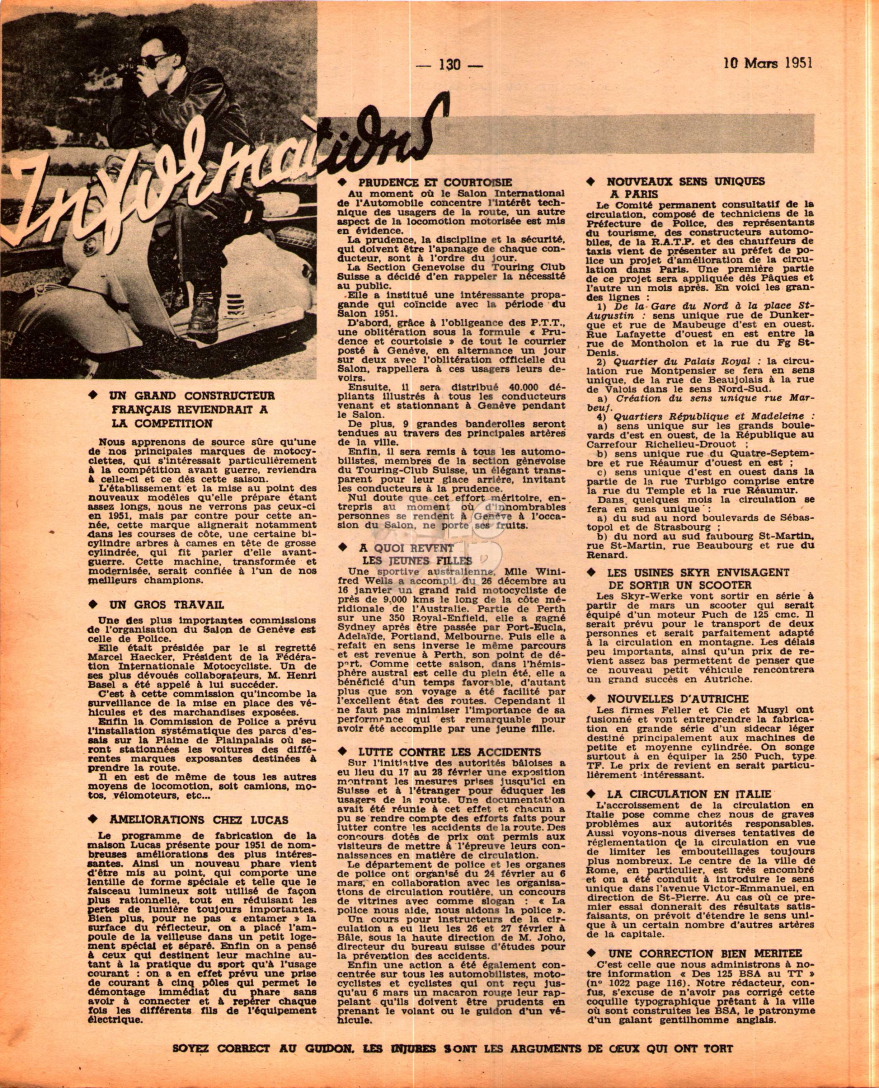 — 130 —
10 Mars 1951
Informations
◆ UN GRAND CONSTRUCTEUR
FRANÇAIS REVIENDRAIT A
LA COMPETITION
Nous apprenons de source sûre qu'une
de nos principales marques de motocy-
clettes, qui s'intéressait particulièrement
à la compétition avant guerre, reviendra
à celle-ci et ce dès cette saison.
L'établissement et la mise au point des
nouveaux modèles qu'elle prépare étant
assez longs, nous ne verrons pas ceux-ci
en 1951, mais par contre pour cette an-
née, cette marque alignerait notamment
dans les courses de côte, une certaine bi-
cylindre arbres à cames en tête de grosse
cylindrée, qui fit parler d'elle avant-
guerre. Cette machine, transformée et
modernisée, serait confiée à l'un de nos
meilleurs champions.
◆ UN GROS TRAVAIL
Une des plus importantes commissions
de l'organisation du Salon de Genève est
celle de Police.
Elle était présidée par le si regretté
Marcel Haecker, Président de la Fédéra-
tion Internationale Motocycliste. Un de
ses plus dévoués collaborateurs, M. Henri
Basel a été appelé à lui succéder.
C'est à cette commission qu'incombe la
surveillance de la mise en place des vé-
hicules et des marchandises exposées.
Enfin la Commission de Police a prévu
l'installation systématique des parcs d'es-
sais sur la Plaine de Plainpalais où se-
ront stationnées les voitures des diffé-
rentes marques exposantes destinées à
prendre la route.
Il en est de même de tous les autres
moyens de locomotion, soit camions, mo-
tos, vélomoteurs, etc...
◆ AMELIORATIONS CHEZ LUCAS
Le programme de fabrication de la
maison Lucas présente pour 1951 de nom-
breuses améliorations des plus intéres-
santes. Ainsi un nouveau phare vient
d'être mis au point, qui comporte une
lentille de forme spéciale et telle que le
faisceau lumineux soit utilisé de façon
plus rationnelle, tout en réduisant les
pertes de lumière toujours importantes.
Bien plus, pour ne pas « entamer » la
surface du réflecteur, on a placé l'am-
poule de la veilleuse dans un petit loge-
ment spécial et séparé. Enfin on a pensé
à ceux qui destinent leur machine au-
tant à la pratique du sport qu'à l'usage
courant : on a en effet prévu une prise
de courant à cinq pôles qui permet le
démontage immédiat du phare sans
avoir à connecter et à repérer chaque
fois les différents fils de l'équipement
électrique.
◆ PRUDENCE ET COURTOISIE
Au moment où le Salon International
de l'Automobile concentre l'intérêt tech-
nique des usagers de la route, un autre
aspect de la locomotion motorisée est mis
en évidence.
La prudence, la discipline et la sécurité,
qui doivent être l'apanage de chaque con-
ducteur, sont à l'ordre du jour.
La Section Genevoise du Touring Club
Suisse a décidé d'en rappeler la nécessité
au public.
Elle a institué une intéressante propa-
gande qui coïncide avec la période du
Salon 1951.
D'abord, grâce à l'obligeance des P.T.T.,
une oblitération sous la formule « Pru-
dence et courtoisie » de tout le courrier
posté à Genéve, en alternance un jour
sur deux avec l'oblitération officielle du
Salon, rappellera à ces usagers leurs de-
voirs.
Ensuite, il sera distribué 40.000 dé-
pliants illustrés à tous les conducteurs
venant et stationnant à Genève pendant
le Salon.
De plus, 9 grandes banderolles seront
tendues au travers des principales artères
de la ville.
Enfin, il sera remis à tous les automo-
bilistes, membres de la section génevoise
du Touring-Club Suisse, un élégant trans-
parent pour leur glace arrière, invitant
les conducteurs à la prudence.
Nul doute que cet effort méritoire, en-
trepris au moment où d'innombrables
personnes se rendent à Genève à l'occa-
sion du Salon, ne porte ses fruits.
◆ A QUOI REVENT
LES JEUNES FILLES
Une sportive australienne, Mlle Wini-
fred Wells a accompli du 26 décembre au
16 janvier un grand raid motocycliste de
près de 9,000 kms le long de la côte mé-
ridionale de l'Australie. Partie de Perth
sur une 350 Royal-Enfield, elle a gagné
Sydney après être passée par Port-Eucla,
Adelaïde, Portland, Melbourne. Puis elle a
refait en sens inverse le même parcours
et est revenue à Perth, son point de dé-
part. Comme cette saison, dans l'hémis-
phère austral est celle du plein été, elle a
bénéficié d'un temps favorable, d'autant
plus que son voyage a été facilité par
l'excellent état des routes. Cependant il
ne faut pas minimiser l'importance de sa
performance qui est remarquable pour
avoir été accomplie par une jeune fille.
◆ LUTTE CONTRE LES ACCIDENTS
Sur l'initiative des autorités bâloises a
eu lieu du 17 au 28 février une exposition
montrant les mesures prises jusqu'ici en
Suisse et à l'étranger pour éduquer les
usagers de la route. Une documentation
avait été réunie à cet effet et chacun a
pu se rendre compte des efforts faits pour
lutter contre les accidents de la route. Des
concours dotés de prix ont permis aux
visiteurs de mettre à l'épreuve leurs con-
naissances en matière de circulation.
Le département de police et les organes
de police ont organisé du 24 février au 6
mars, en collaboration avec les organisa-
tions de circulation routière, un concours
de vitrines avec comme slogan : « La
police nous aide, nous aidons la police ».
Un cours pour instructeurs de la cir-
culation a eu lieu les 26 et 27 février à
Bâle, sous la haute direction de M. Joho,
directeur du bureau suisse d'études pour
la prévention des accidents.
Enfin une action a été également con-
centrée sur tous les automobilistes, moto-
cyclistes et cyclistes qui ont reçu jus-
qu'au 6 mars un macaron rouge leur rap-
pelant qu'ils doivent être prudents en
prenant le volant ou le guidon d'un vé-
hicule.
◆ NOUVEAUX SENS UNIQUES
A PARIS
Le Comité permanent consultatif de la
circulation, composé de techniciens de la
Préfecture de Police, des représentants
du tourisme, des constructeurs automo-
biles, de la R.A.T.P. et des chauffeurs de
taxis vient de présenter au préfet de po-
lice un projet d'amélioration de la circu-
lation dans Paris. Une première partie
de ce projet sera appliquée dès Pâques et
l'autre un mois après. En voici les gran-
des lignes :
1) De la Gare du Nord à la place St-
Augustin : sens unique rue de Dunker-
que et rue de Maubeuge d'est en ouest.
Rue Lafayette d'ouest en est entre la
rue de Montholon et la rue du Fg St-
Denis.
2) Quartier du Palais Royal : la circu-
lation rue Montpensier se fera en sens
unique, de la rue de Beaujolais à la rue
de Valois dans le sens Nord-Sud.
a) Création du sens unique rue Mar-
beuf.
4) Quartiers République et Madeleine :
a) sens unique sur les grands boule-
vards d'est en ouest, de la République au
Carrefour Richelieu-Drouot ;
b) sens unique rue du Quatre-Septem-
bre et rue Réaumur d'ouest en est ;
c) sens unique d'est en ouest dans la
partie de la rue Turbigo comprise entre
la rue du Temple et la rue Réaumur.
Dans quelques mois la circulation se
fera en sens unique :
a) du sud au nord boulevards de Sébas-
topol et de Strasbourg ;
b) du nord au sud faubourg St-Martin,
rue St-Martin, rue Beaubourg et rue du
Renard.
◆ LES USINES SKYR ENVISAGENT
DE SORTIR UN SCOOTER
Les Skyr-Werke vont sortir en série à
partir de mars un scooter qui serait
équipé d'un moteur Puch de 125 cmc. Il
serait prévu pour le transport de deux
personnes et serait parfaitement adapté
à la circulation en montagne. Les délais
peu importants, ainsi qu'un prix de re-
vient assez bas permettent de penser que
ce nouveau petit véhicule rencontrera
un grand succès en Autriche.
◆ NOUVELLES D'AUTRICHE
Les firmes Feller et Cie et Musyl ont
fusionné et vont entreprendre la fabrica-
tion en grande série d'un sidecar léger
destiné principalement aux machines de
petite et moyenne cylindrée. On songe
surtout à en équiper la 250 Puch, type
TF. Le prix de revient en serait particu-
lièrement intéressant.
◆ LA CIRCULATION EN ITALIE
L'accroissement de la circulation en
Italie pose comme chez nous de graves
problèmes aux autorités responsables.
Aussi voyons-nous diverses tentatives de
réglementation de la circulation en vue
de limiter les embouteillages toujours
plus nombreux. Le centre de la ville de
Rome, en particulier, est très encombré
et on a été conduit à introduire le sens
unique dans l'avenue Victor-Emmanuel, en
direction de St-Pierre. Au cas où ce pre-
mier essai donnerait des résultats satis-
faisants, on prévoit d'étendre le sens uni-
que à un certain nombre d'autres artères
de la capitale.
◆ UNE CORRECTION BIEN MERITEE
C'est celle que nous administrons à no-
tre information « Des 125 BSA au TT »
(n° 1022 page 116). Notre rédacteur, con-
fus, s'excuse de n'avoir pas corrigé cette
coquille typographique prêtant à la ville
où sont construites les BSA, le patronyme
d'un galant gentilhomme anglais.
SOYEZ CORRECT AU GUIDON, LES INJURES SONT LES ARGUMENTS DE CEUX QUI ONT TORT